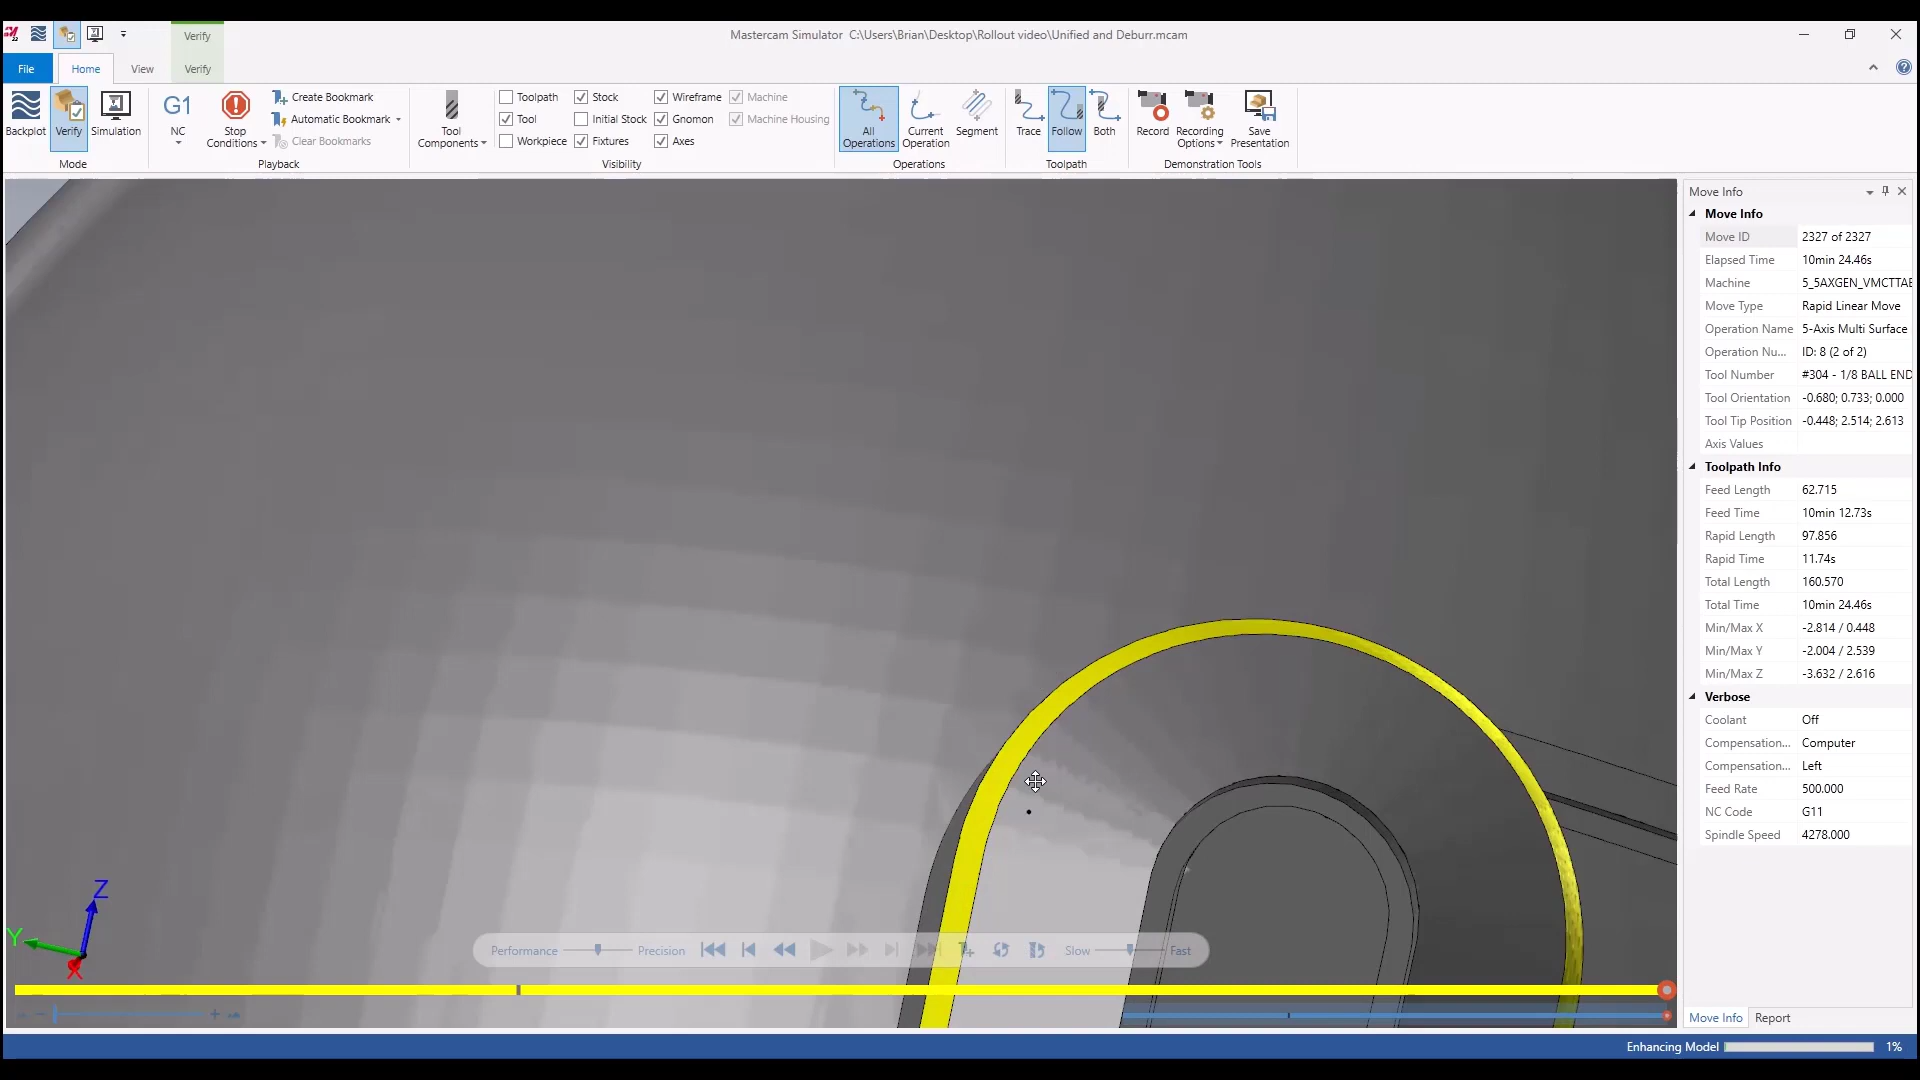 Verify
Mastercam Simulator  C:\Users\Brian\Desktop\Rollout video\Unified and Deburr.mcam
File
Home
View
Verify
Backplot
Verify
Simulation
Mode
G1
NC
Stop
Conditions
Create Bookmark
Automatic Bookmark
Clear Bookmarks
Playback
Tool
Components
Toolpath
Stock
Wireframe
Machine
Tool
Initial Stock
Gnomon
Machine Housing
Workpiece
Fixtures
Axes
Visibility
All
Operations
Current
Operation
Segment
Operations
Trace
Follow
Both
Toolpath
Record
Recording
Options
Save
Presentation
Demonstration Tools
Move Info
Move Info
Move ID 2327 of 2327
Elapsed Time 10min 24.46s
Machine 5_5AXGEN_VMCTTAE
Move Type Rapid Linear Move
Operation Name 5-Axis Multi Surface
Operation Nu... ID: 8 (2 of 2)
Tool Number #304 - 1/8 BALL END
Tool Orientation -0.680; 0.733; 0.000
Tool Tip Position -0.448; 2.514; 2.613
Axis Values
Toolpath Info
Feed Length 62.715
Feed Time 10min 12.73s
Rapid Length 97.856
Rapid Time 11.74s
Total Length 160.570
Total Time 10min 24.46s
Min/Max X -2.814 / 0.448
Min/Max Y -2.004 / 2.539
Min/Max Z -3.632 / 2.616
Verbose
Coolant Off
Compensation... Computer
Compensation... Left
Feed Rate 500.000
NC Code G11
Spindle Speed 4278.000
Z
Y
X
Performance
Precision
Slow
Fast
Move Info
Report
Enhancing Model
1%